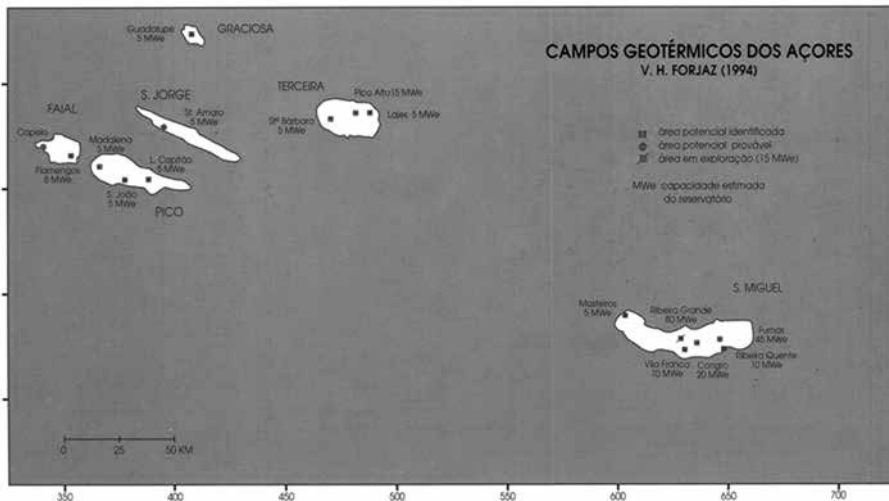 CAMPOS GEOTÉRMICOS DOS AÇORES
V. H. FORJAZ (1994)
Guadalupe
5 MWe
GRACIOSA
S. JORGE
St. Amaro
5 MWe
TERCEIRA
Pico Alto 15 MWe
Stª Bárbara
5 MWe
Lajes 5 MWe
FAIAL
Capelo
Flamengos
Madalena
5 MWe
L. Capitão
5 MWe
S. João
5 MWe
PICO
área potencial identificada
área potencial provável
área em exploração (15 MWe)
MWe capacidade estimada
do reservatório
S. MIGUEL
Mosteiros
5 MWe
Ribeira Grande
80 MWe
Furnas
45 MWe
Ribeira Quente
10 MWe
Vila Franca
10 MWe
Congro
20 MWe
0 25 50 KM
350 400 450 500 550 600 650 700